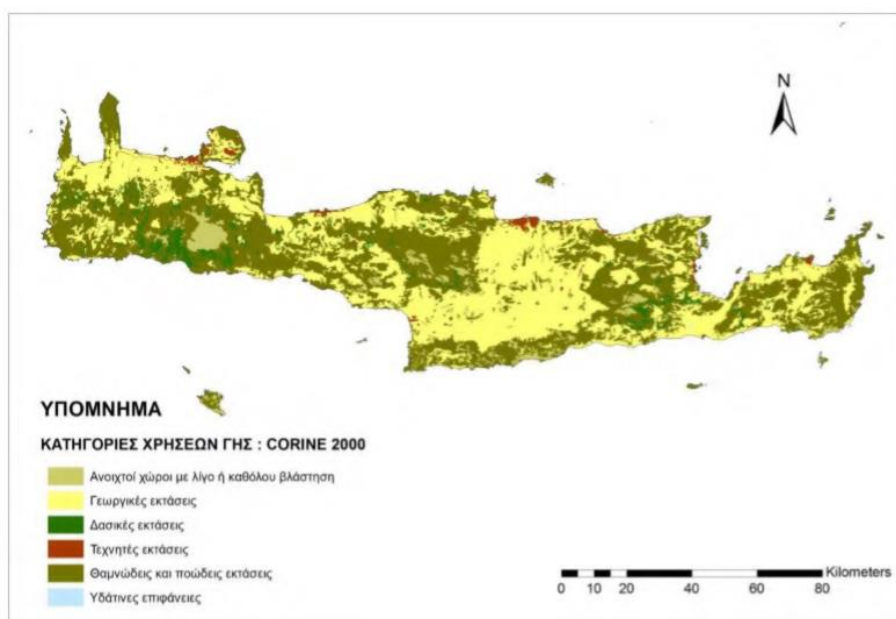 N
ΥΠΟΜΝΗΜΑ
ΚΑΤΗΓΟΡΙΕΣ ΧΡΗΣΕΩΝ ΓΗΣ : CORINE 2000
Ανοιχτοί χώροι με λίγο ή καθόλου βλάστηση
Γεωργικές εκτάσεις
Δασικές εκτάσεις
Τεχνητές εκτάσεις
Θαμνώδεις και ποώδεις εκτάσεις
Υδάτινες επιφάνειες
Kilometers
0 10 20 40 60 80